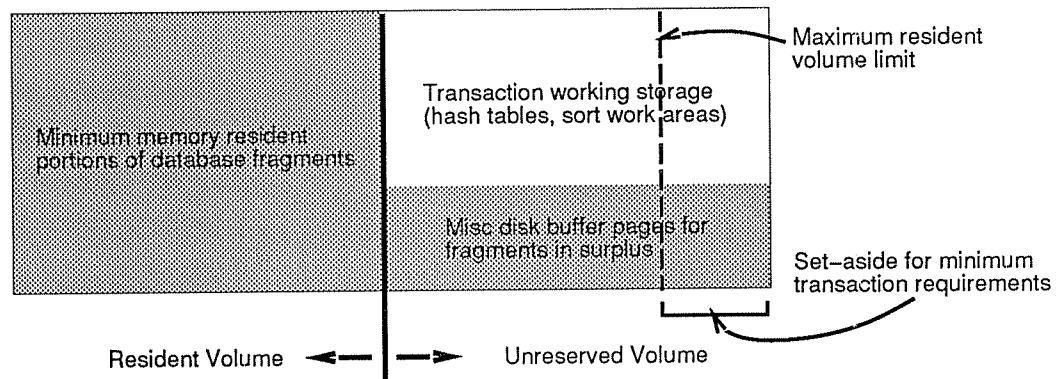 Maximum resident
volume limit
Transaction working storage
(hash tables, sort work areas)
Minimum memory resident
portions of database fragments
Misc disk buffer pages for
fragments in surplus
Set-aside for minimum
transaction requirements
Resident Volume
Unreserved Volume